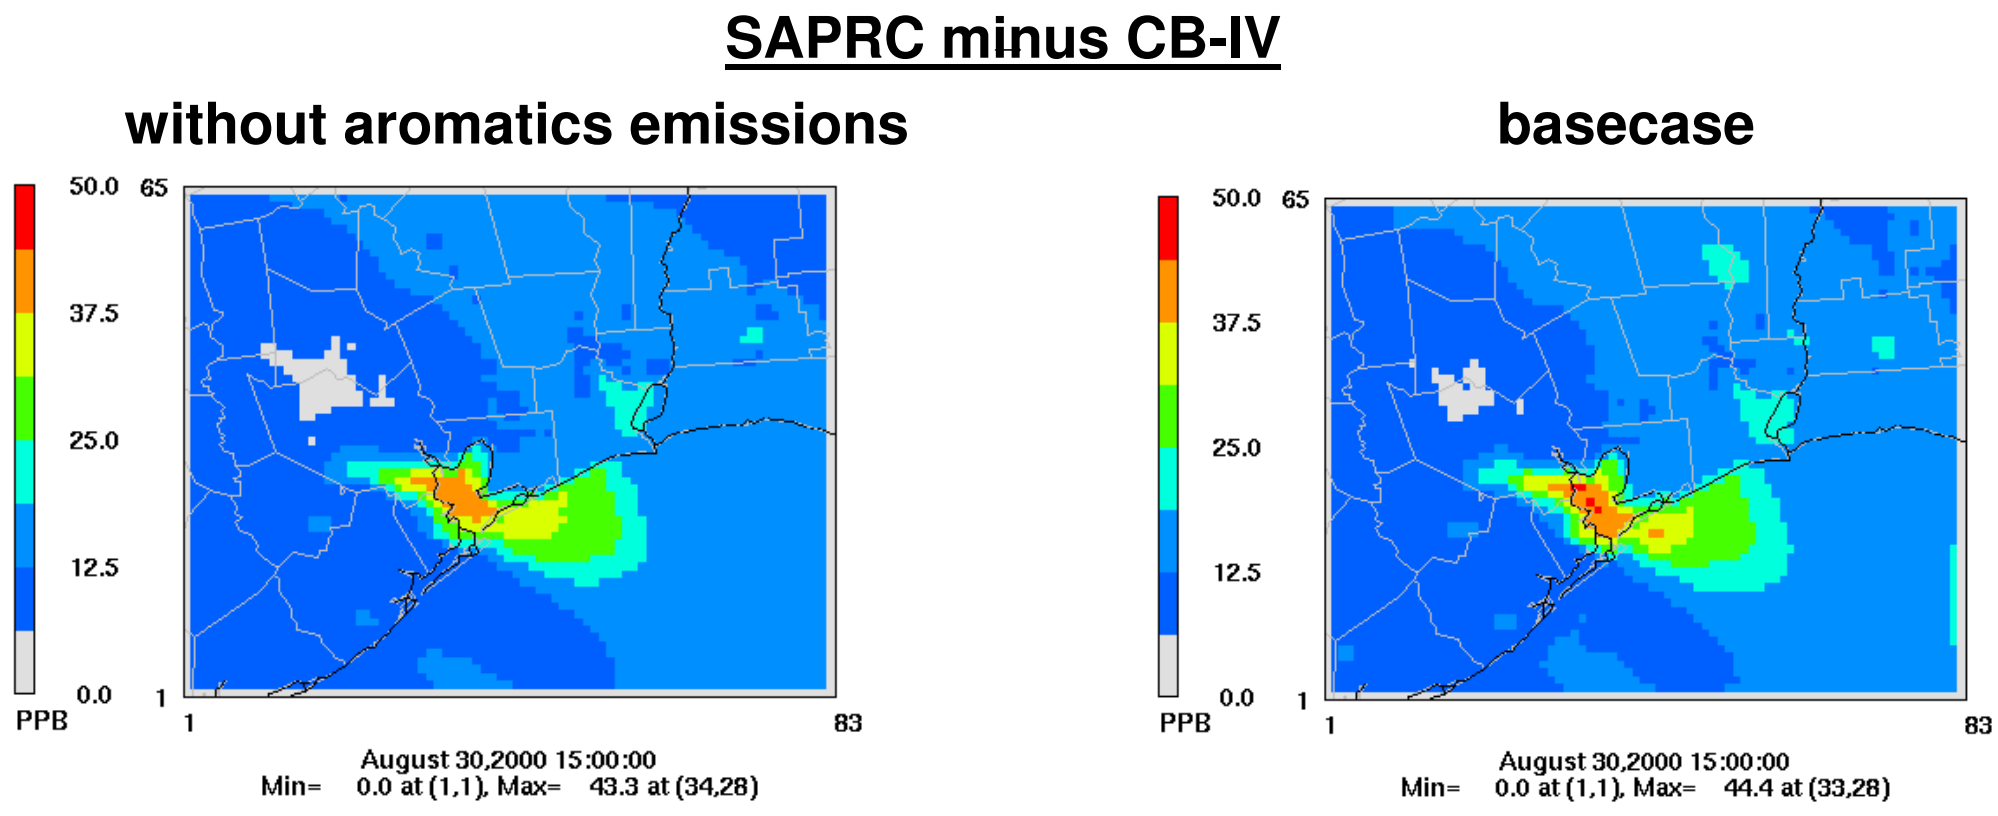 SAPRC minus CB-IV
without aromatics emissions
basecase
50.0
37.5
25.0
12.5
0.0
PPB
65
1
1
83
August 30,2000 15:00:00
Min= 0.0 at (1,1), Max= 43.3 at (34,28)
50.0
37.5
25.0
12.5
0.0
PPB
65
1
1
83
August 30,2000 15:00:00
Min= 0.0 at (1,1), Max= 44.4 at (33,28)